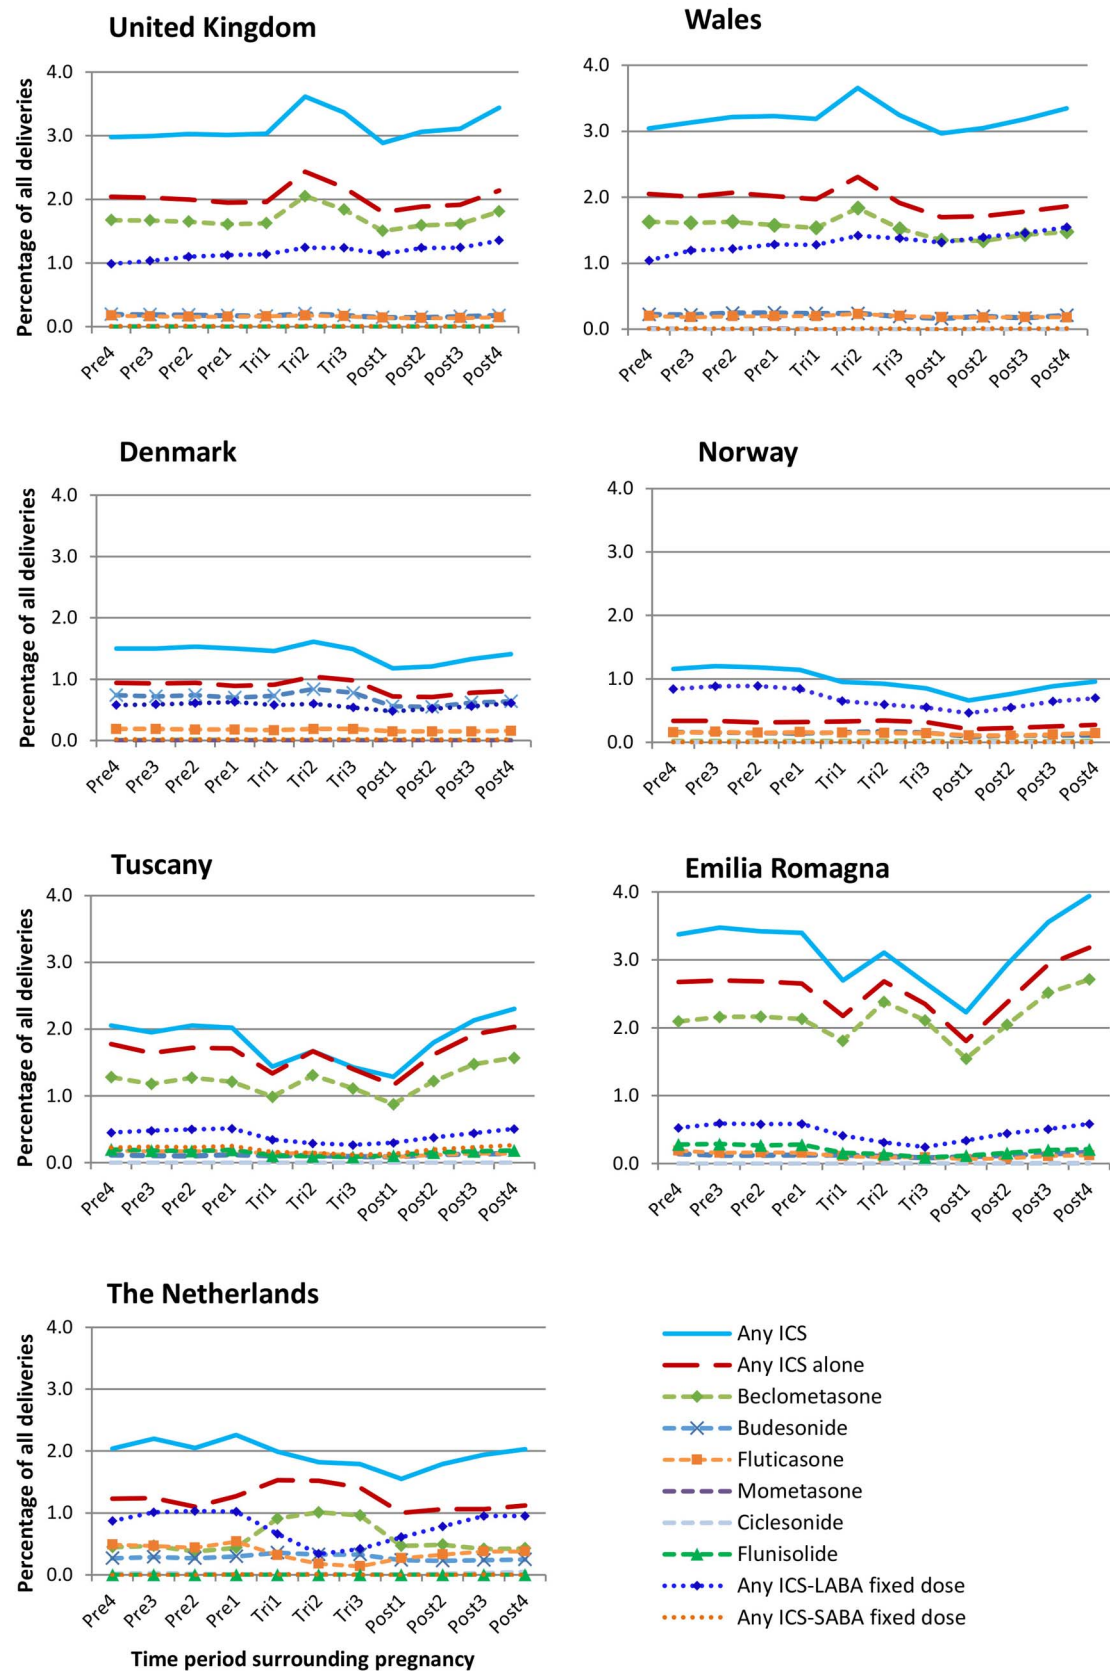 United Kingdom
Percentage of all deliveries
4.0
3.0
2.0
1.0
0.0
Pre4 Pre3 Pre2 Pre1 Tri1 Tri2 Tri3 Post1 Post2 Post3 Post4
Wales
4.0
3.0
2.0
1.0
0.0
Pre4 Pre3 Pre2 Pre1 Tri1 Tri2 Tri3 Post1 Post2 Post3 Post4
Denmark
Percentage of all deliveries
4.0
3.0
2.0
1.0
0.0
Pre4 Pre3 Pre2 Pre1 Tri1 Tri2 Tri3 Post1 Post2 Post3 Post4
Norway
4.0
3.0
2.0
1.0
0.0
Pre4 Pre3 Pre2 Pre1 Tri1 Tri2 Tri3 Post1 Post2 Post3 Post4
Tuscany
Percentage of all deliveries
4.0
3.0
2.0
1.0
0.0
Pre4 Pre3 Pre2 Pre1 Tri1 Tri2 Tri3 Post1 Post2 Post3 Post4
Emilia Romagna
4.0
3.0
2.0
1.0
0.0
Pre4 Pre3 Pre2 Pre1 Tri1 Tri2 Tri3 Post1 Post2 Post3 Post4
The Netherlands
Percentage of all deliveries
4.0
3.0
2.0
1.0
0.0
Pre4 Pre3 Pre2 Pre1 Tri1 Tri2 Tri3 Post1 Post2 Post3 Post4
Time period surrounding pregnancy
Any ICS
Any ICS alone
Beclometasone
Budesonide
Fluticasone
Mometasone
Ciclesonide
Flunisolide
Any ICS-LABA fixed dose
Any ICS-SABA fixed dose